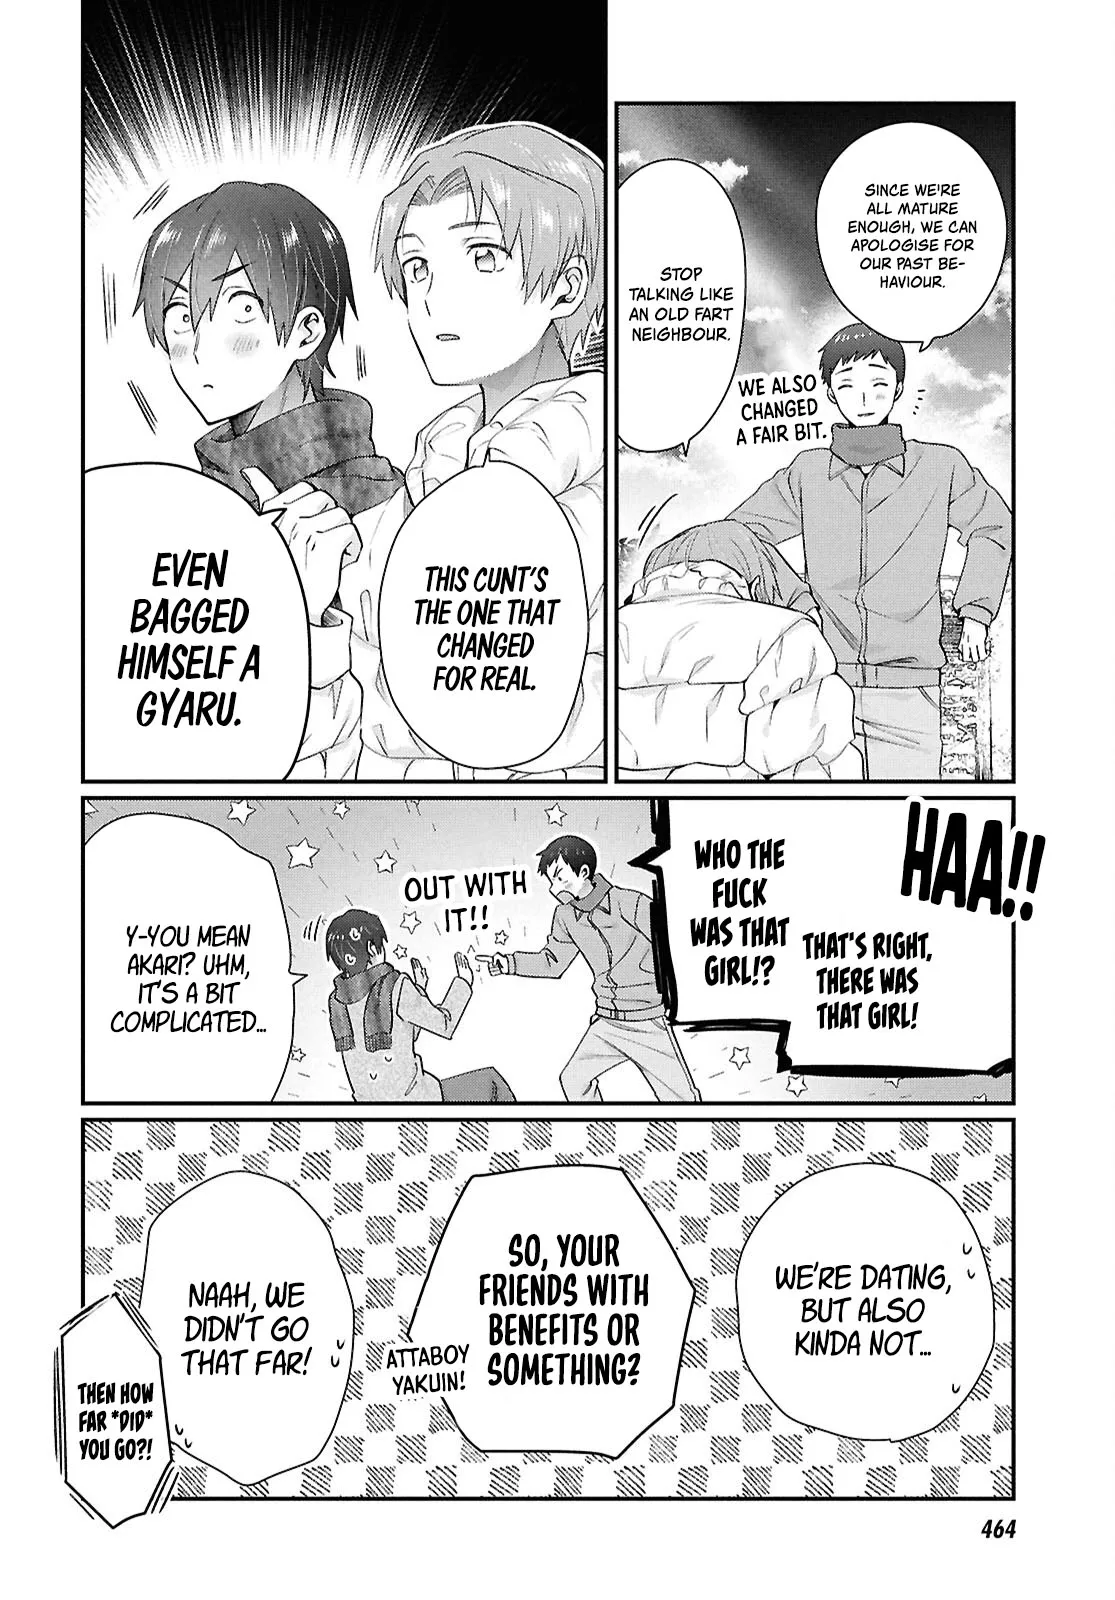 SINCE WE'RE
ALL MATURE
ENOUGH, WE CAN
APOLOGISE FOR
OUR PAST BE-
HAVIOUR.
STOP
TALKING LIKE
AN OLD FART
NEIGHBOUR.
WE ALSO
CHANGED
A FAIR BIT.
THIS CUNT'S
THE ONE THAT
CHANGED
FOR REAL.
EVEN
BAGGED
HIMSELF A
GYARU.
HAA!!
THAT'S RIGHT,
THERE WAS
THAT GIRL!
WHO THE
FUCK
WAS THAT
GIRL!?
OUT WITH
IT!!
Y-YOU MEAN
AKARI? UHM,
IT'S A BIT
COMPLICATED...
WE'RE DATING,
BUT ALSO
KINDA NOT...
SO, YOUR
FRIENDS WITH
BENEFITS OR
SOMETHING?
ATTABOY
YAKUIN!
NAAH, WE
DIDN'T GO
THAT FAR!
THEN HOW
FAR *DID*
YOU GO?!
464